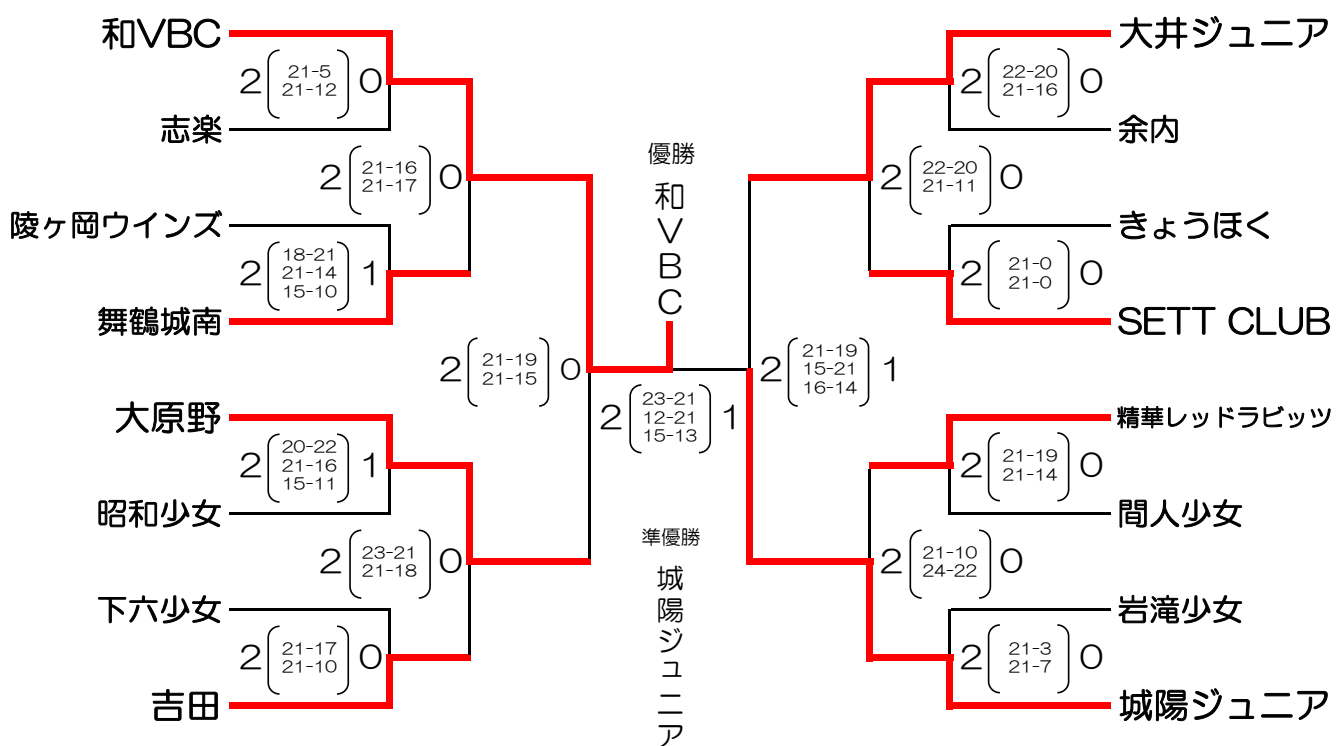 和VBC
2 21-5 0
21-12
志楽
2 21-16 0
21-17
陵ヶ岡ウインズ
2 18-21 1
21-14
15-10
舞鶴城南
2 21-19 0
21-15
大原野
2 20-22 1
21-16
15-11
昭和少女
2 23-21 0
21-18
下六少女
2 21-17 0
21-10
吉田
優勝
和VBC
2 23-21 1
12-21
15-13
準優勝
城陽ジュニア
大井ジュニア
2 22-20 0
21-16
余内
2 22-20 0
21-11
きょうほく
2 21-0 0
21-0
SETT CLUB
2 21-19 1
15-21
16-14
精華レッドラビッツ
2 21-19 0
21-14
間人少女
2 21-10 0
24-22
岩滝少女
2 21-3 0
21-7
城陽ジュニア